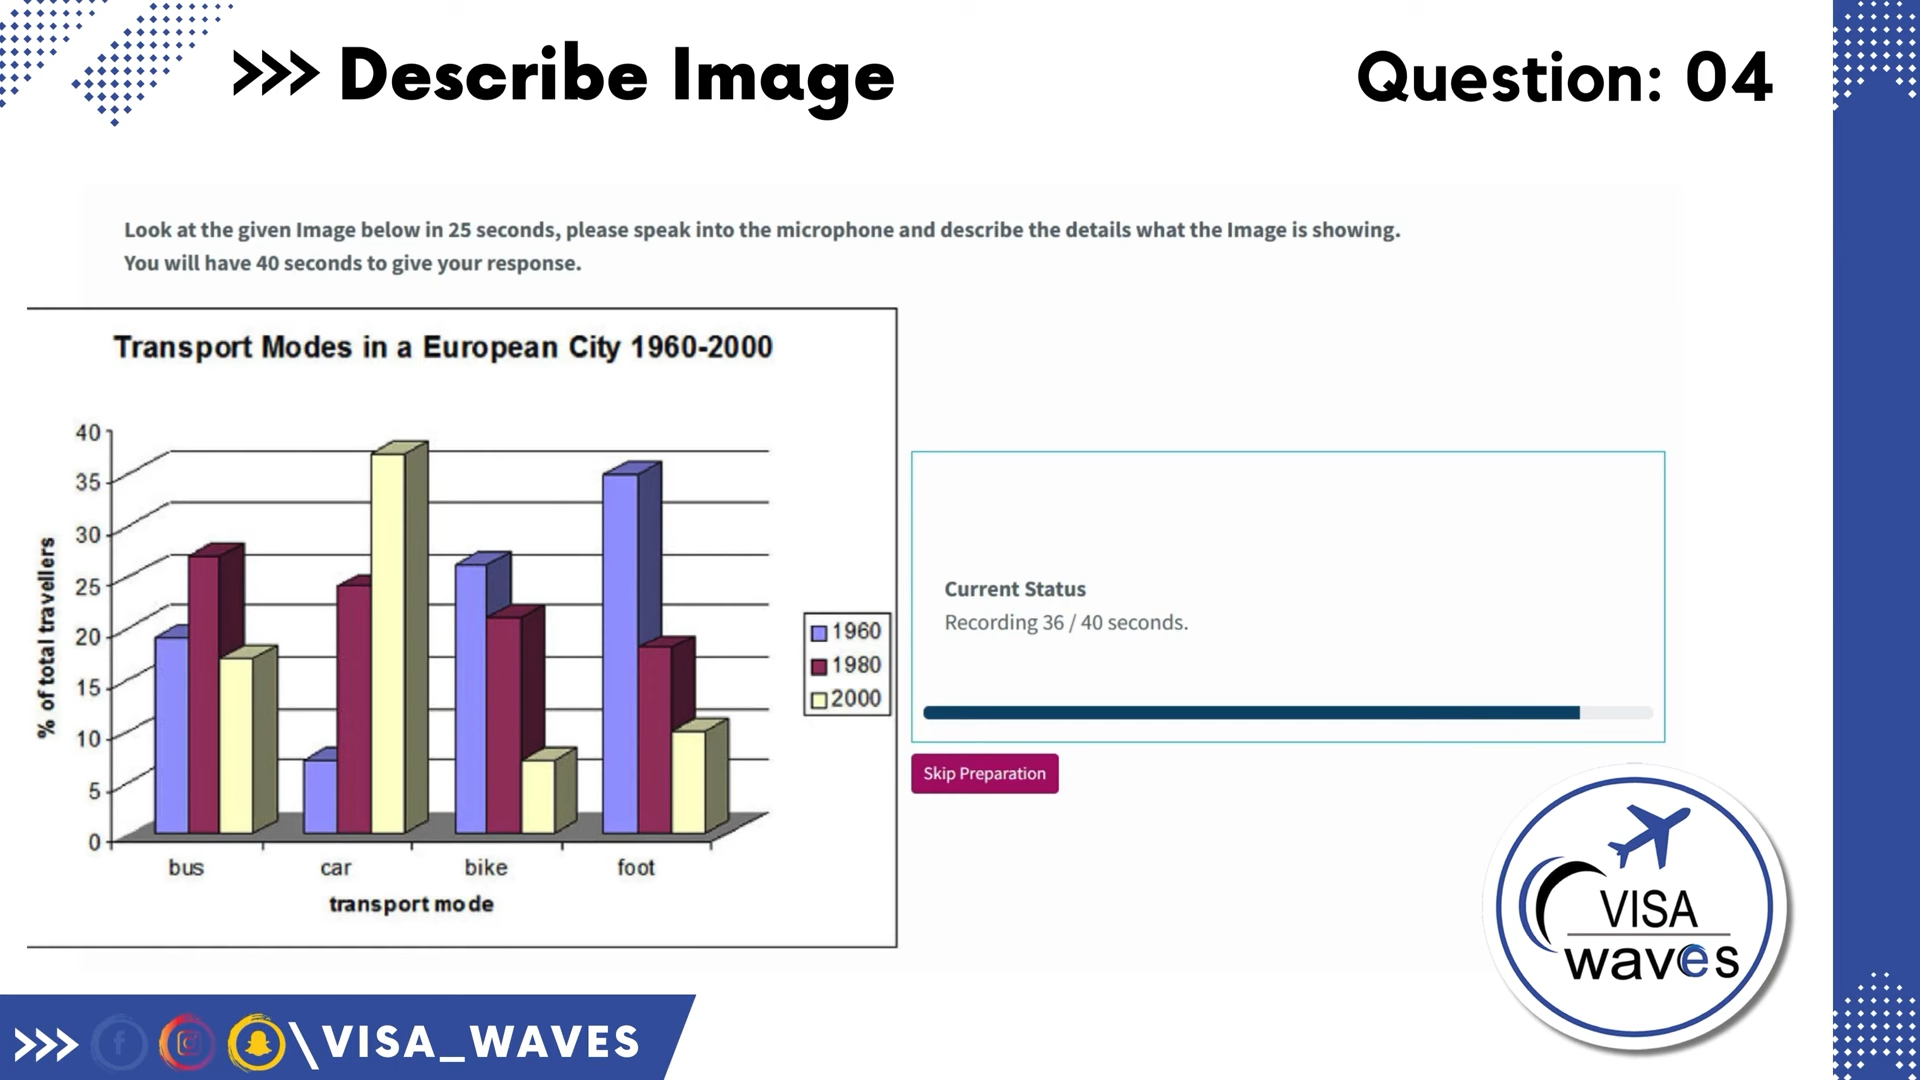 >>> Describe Image
Question: 04
Look at the given Image below in 25 seconds, please speak into the microphone and describe the details what the Image is showing.
You will have 40 seconds to give your response.
Transport Modes in a European City 1960-2000
% of total travellers
40
35
30
25
20
15
10
5
0
bus car bike foot
transport mode
1960
1980
2000
Current Status
Recording 36 / 40 seconds.
Skip Preparation
VISA
waves
>>> \VISA_WAVES